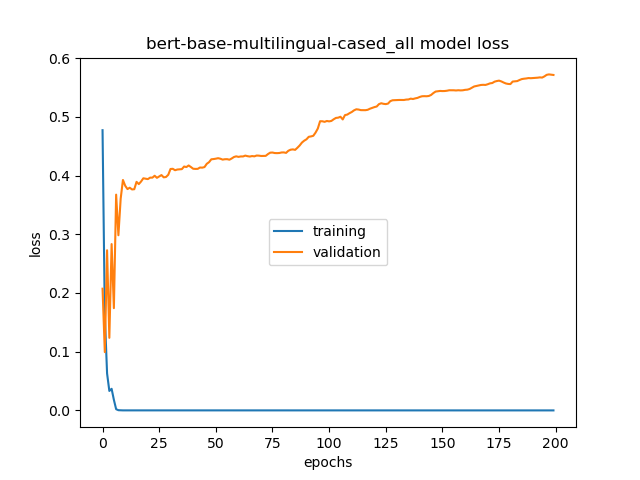 bert-base-multilingual-cased_all model loss
0.6
0.5
0.4
0.3
0.2
0.1
0.0
loss
training
validation
0 25 50 75 100 125 150 175 200
epochs